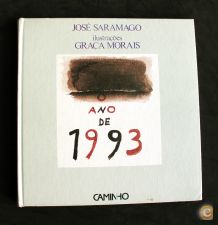 JOSÉ SARAMAGO
ilustrações
GRAÇA MORAIS
O
ANO
DE
1993
CAMINHO